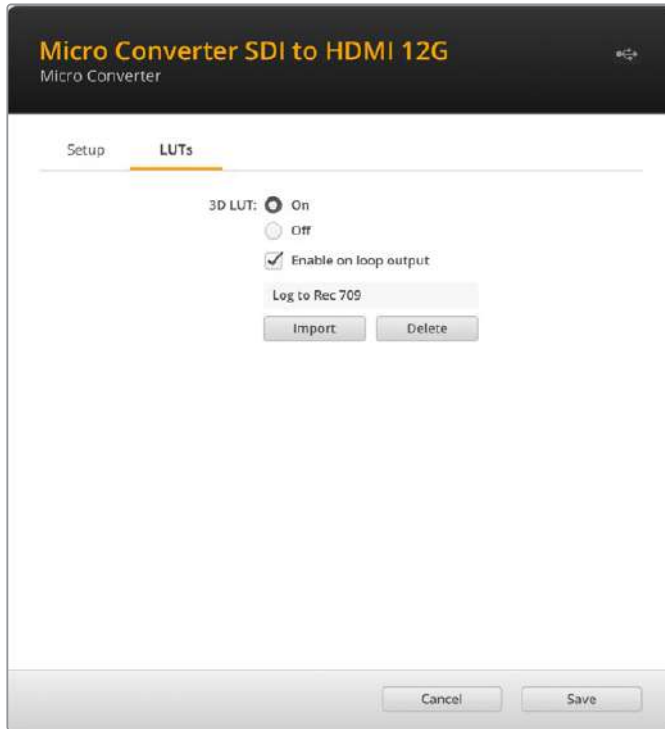 Micro Converter SDI to HDMI 12G
Micro Converter
Setup LUTs
3D LUT: On
Off
Enable on loop output
Log to Rec 709
Import Delete
Cancel Save